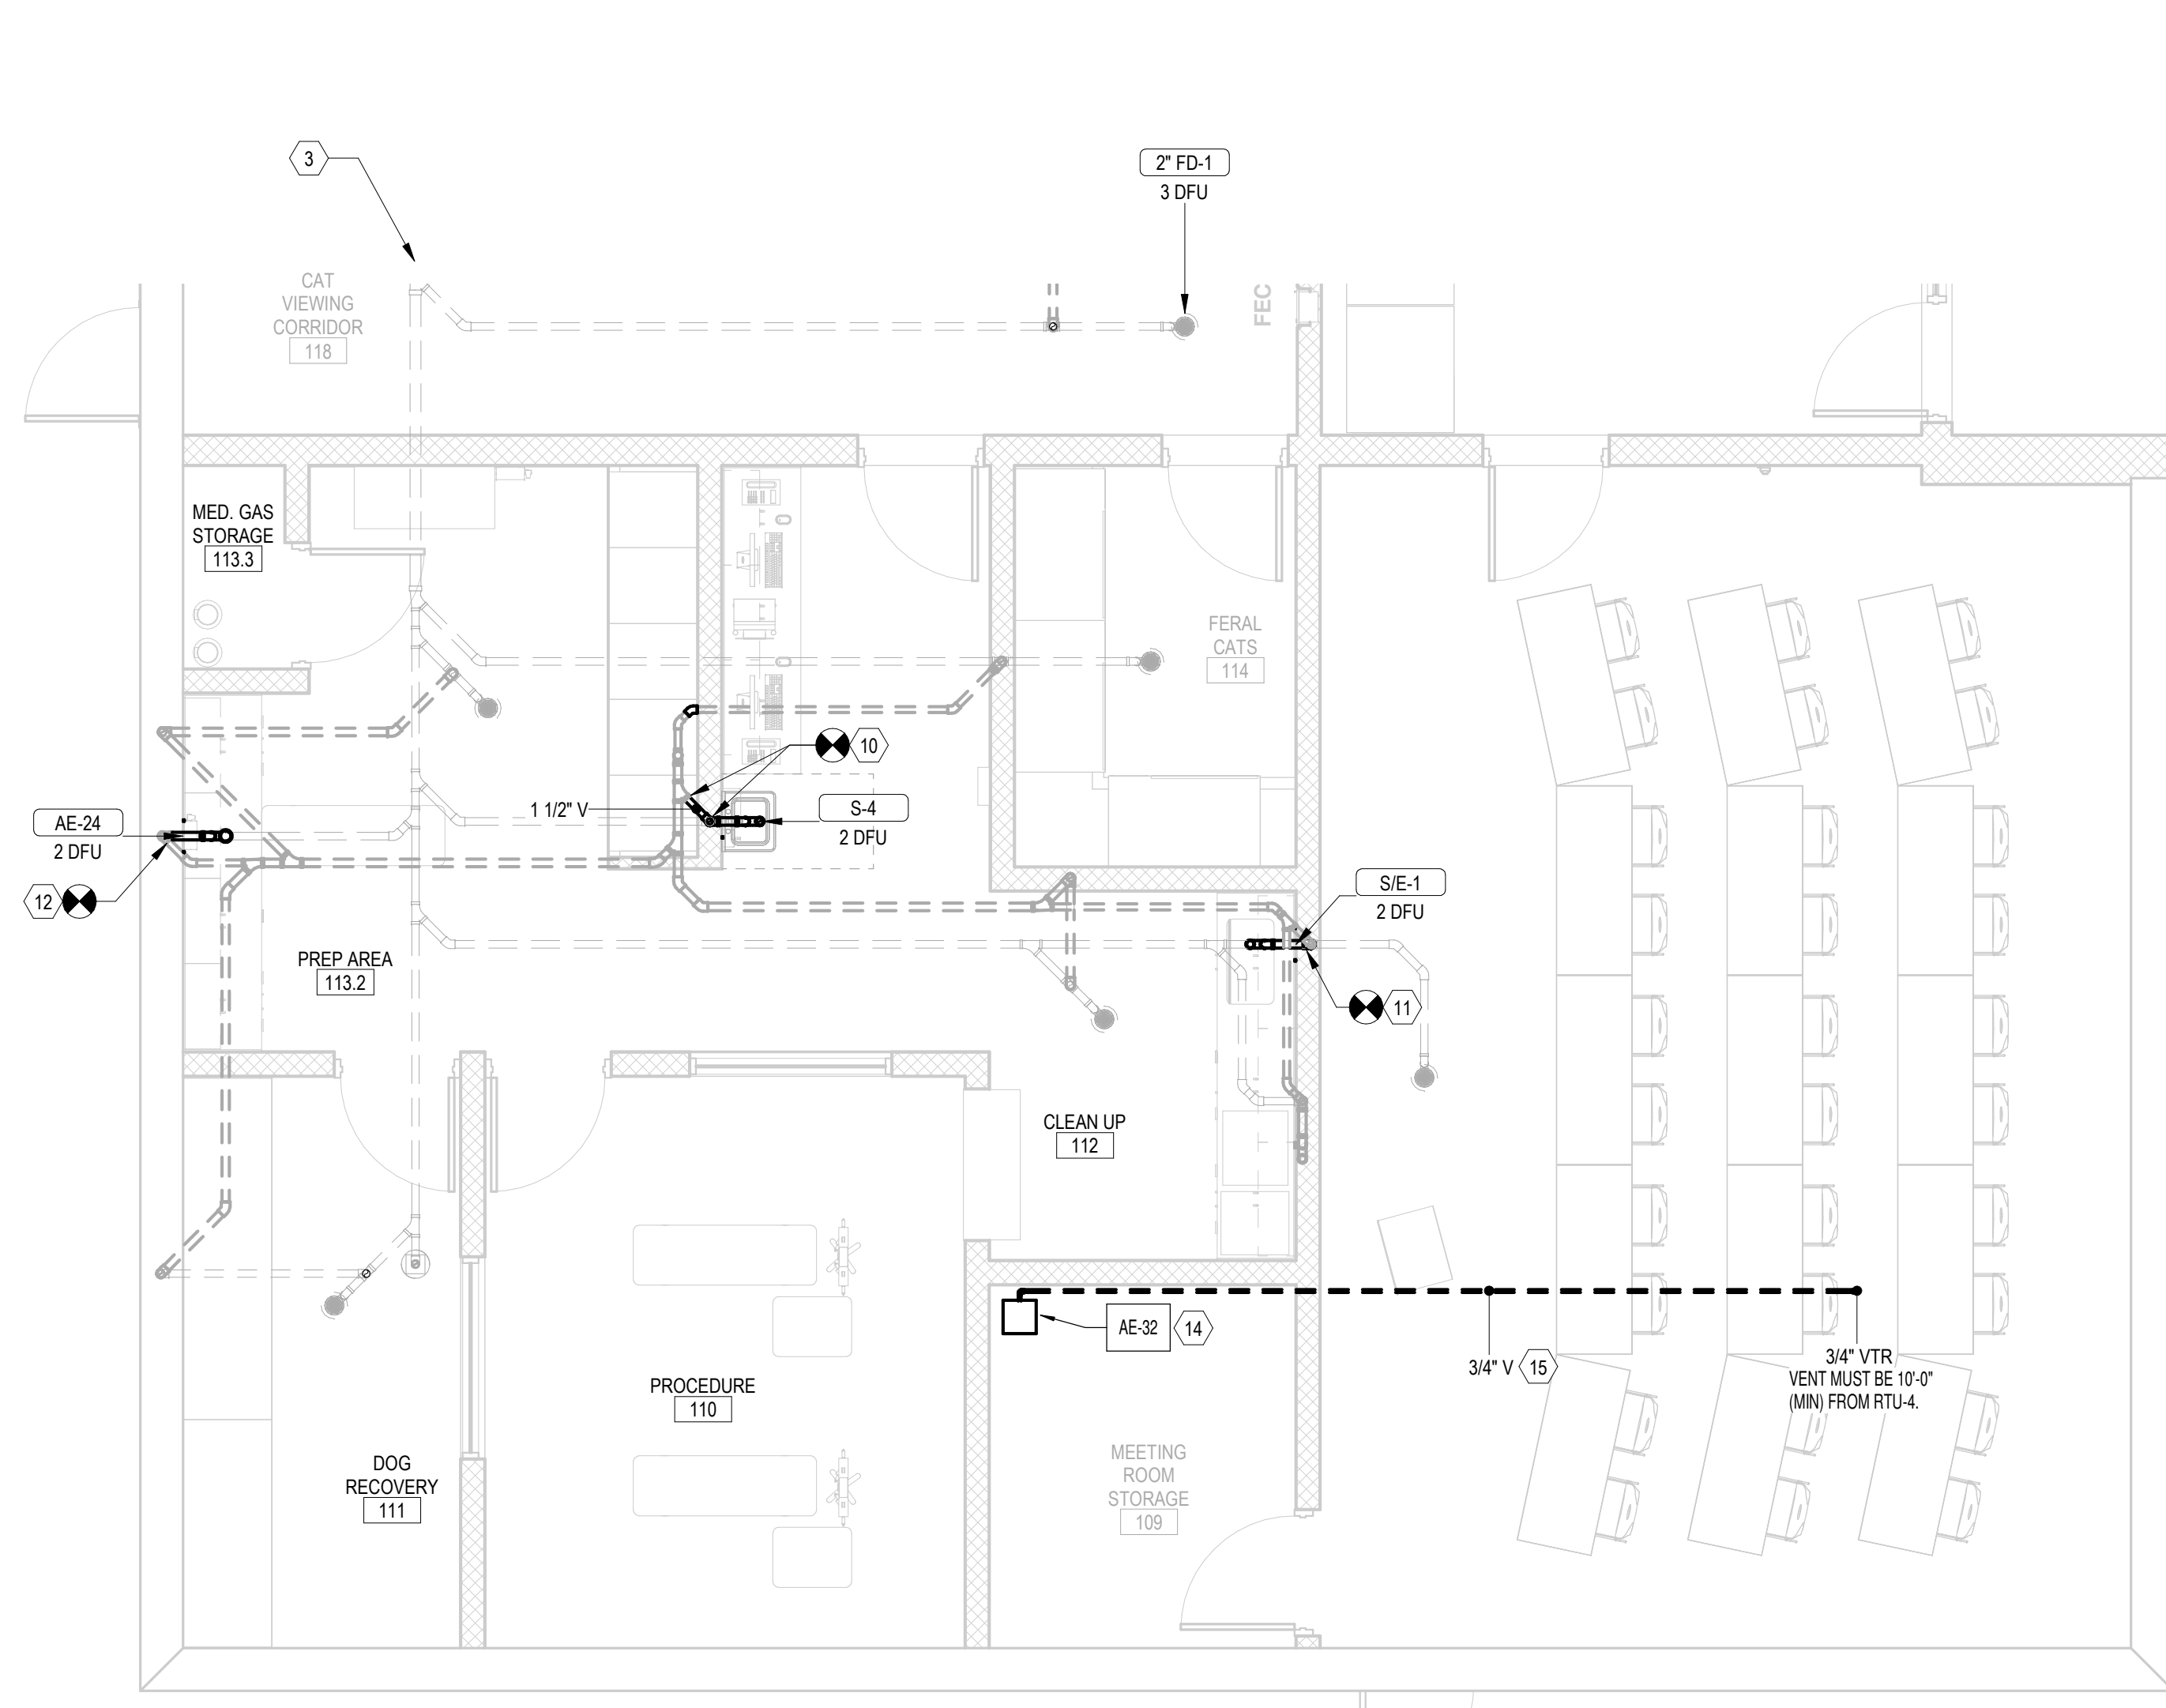 3
2" FD-1
3 DFU
CAT
VIEWING
CORRIDOR
118
FEC
MED. GAS
STORAGE
113.3
FERAL
CATS
114
10
1 1/2" V
S-4
2 DFU
AE-24
2 DFU
12
S/E-1
2 DFU
PREP AREA
113.2
11
CLEAN UP
112
AE-32
14
3/4" V
15
3/4" VTR
VENT MUST BE 10'-0"
(MIN) FROM RTU-4.
PROCEDURE
110
DOG
RECOVERY
111
MEETING
ROOM
STORAGE
109